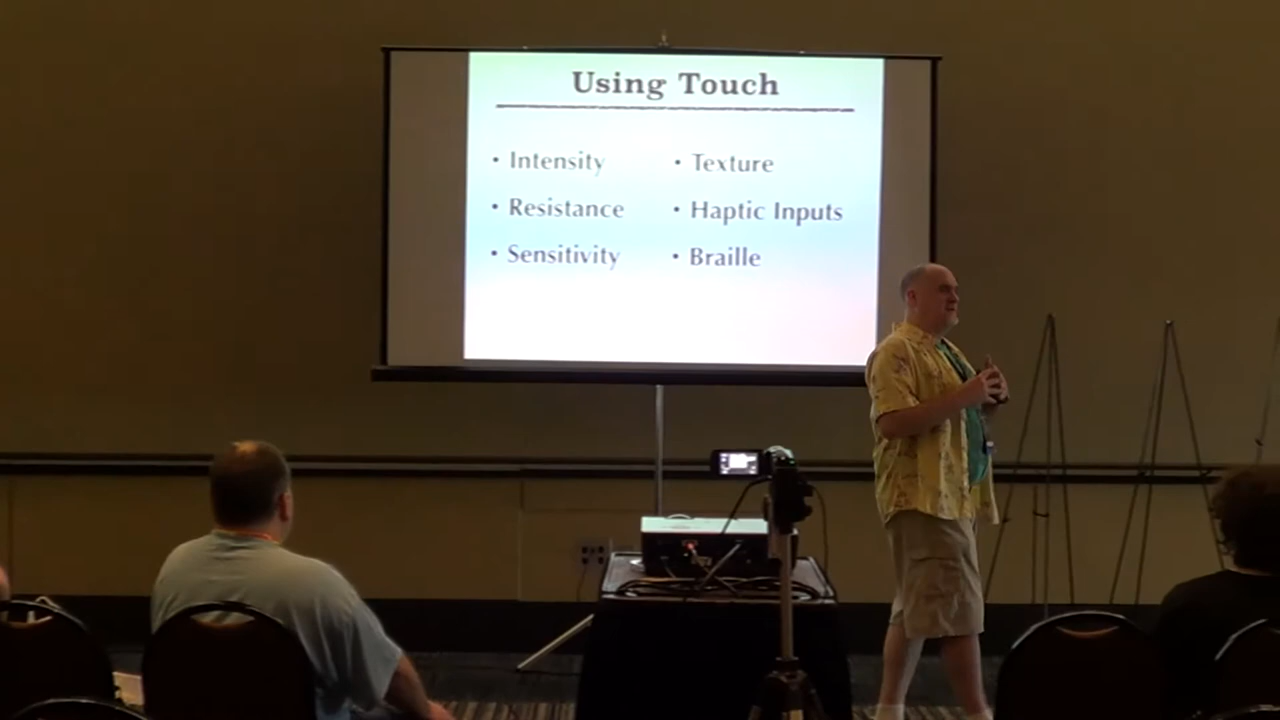 Using Touch
• Intensity
• Resistance
• Sensitivity
• Texture
• Haptic Inputs
• Braille